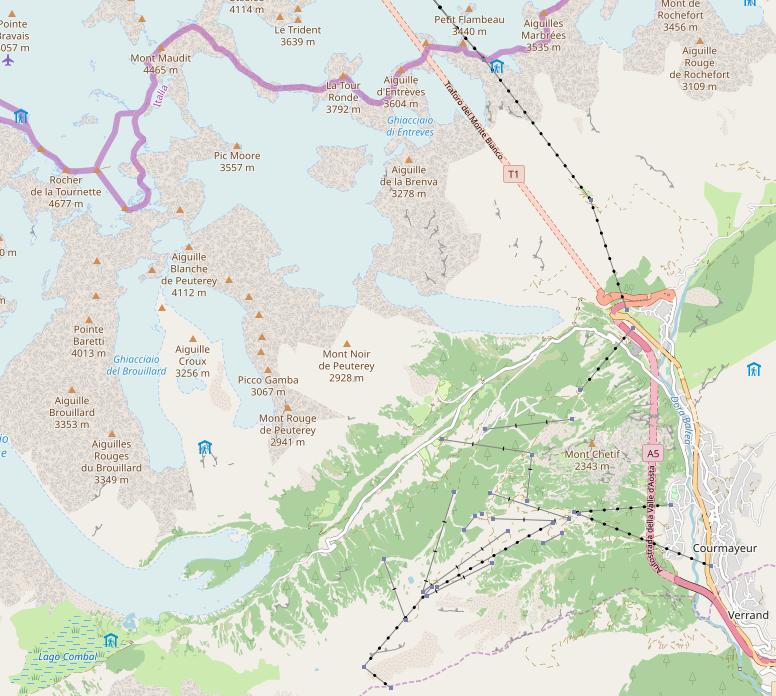 4114 m
Le Trident
3639 m
Petit Flambeau
3440 m
Aiguilles
Marbrées
3535 m
Mont de
Rochefort
3456 m
Pointe
Bravais
4057 m
Mont Maudit
4465 m
Italia
La Tour
Ronde
3792 m
Aiguille
d'Entrèves
3604 m
Aiguille
Rouge
de Rochefort
3109 m
Traforo del Monte Bianco
Ghiacciaio
di Entreves
Pic Moore
3557 m
Aiguille
de la Brenva
3278 m
T1
Rocher
de la Tournette
4677 m
0 m
Aiguille
Blanche
de Peuterey
4112 m
Pointe
Baretti
4013 m
Ghiacciaio
del Brouillard
Aiguille
Croux
3256 m
Mont Noir
de Peuterey
2928 m
Picco Gamba
3067 m
Aiguille
Brouillard
3353 m
Mont Rouge
de Peuterey
2941 m
Dora Baltea
Aiguilles
Rouges
du Brouillard
3349 m
Mont Chetif
2343 m
A5
Autostrada della Valle d'Aosta
Courmayeur
Verrand
Lago Combal